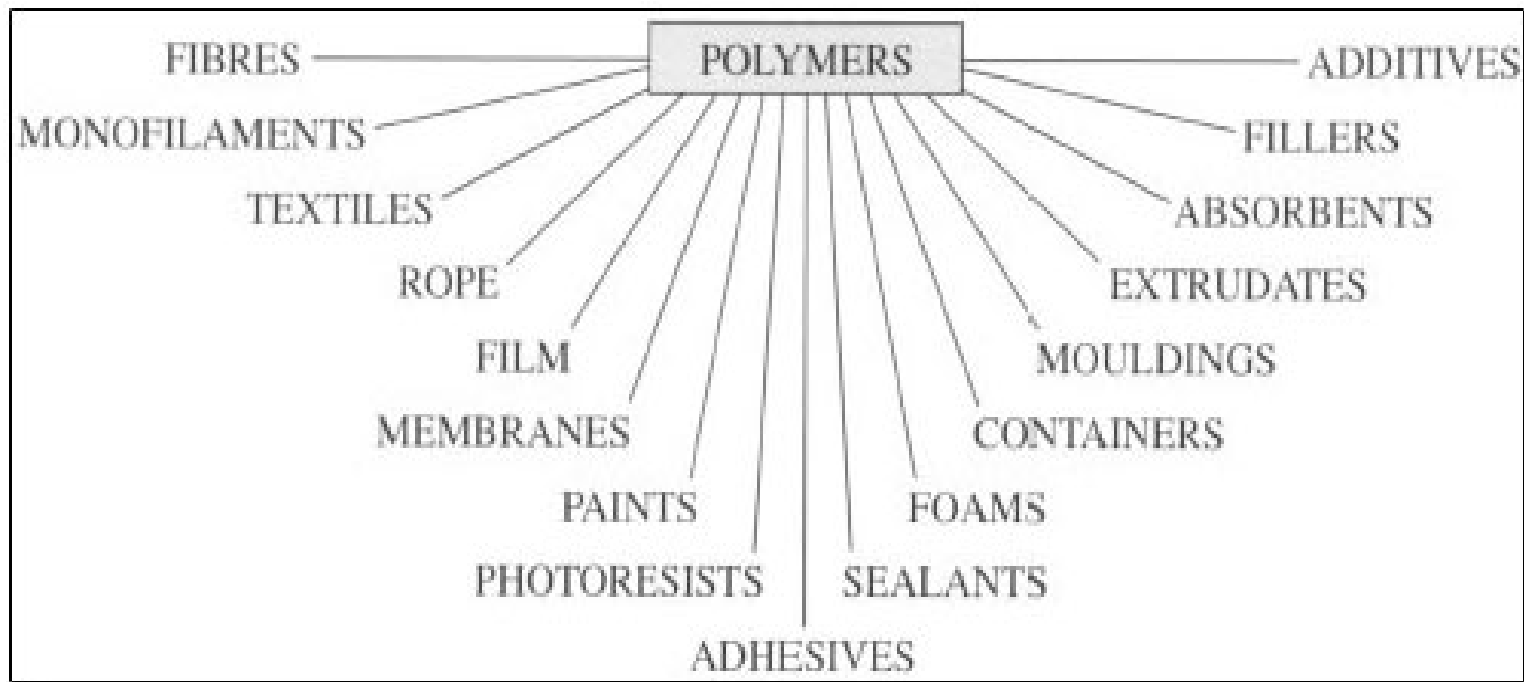 POLYMERS
FIBRES
ADDITIVES
MONOFILAMENTS
FILLERS
TEXTILES
ABSORBENTS
ROPE
EXTRUDATES
FILM
MOULDINGS
MEMBRANES
CONTAINERS
PAINTS
FOAMS
PHOTORESISTS
SEALANTS
ADHESIVES